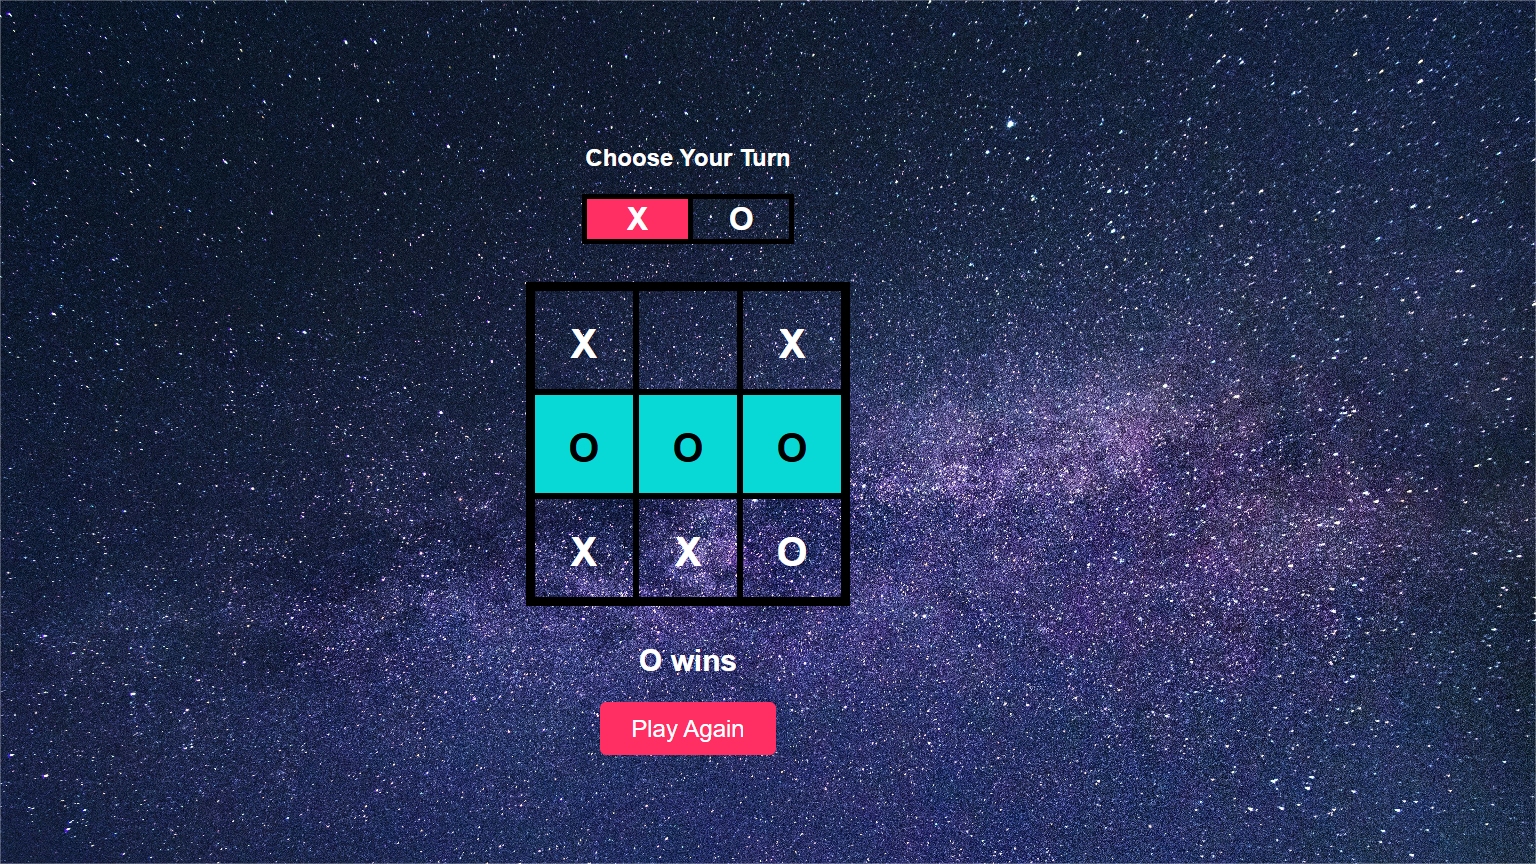 Choose Your Turn
X O
X X
O O O
X X O
O wins
Play Again